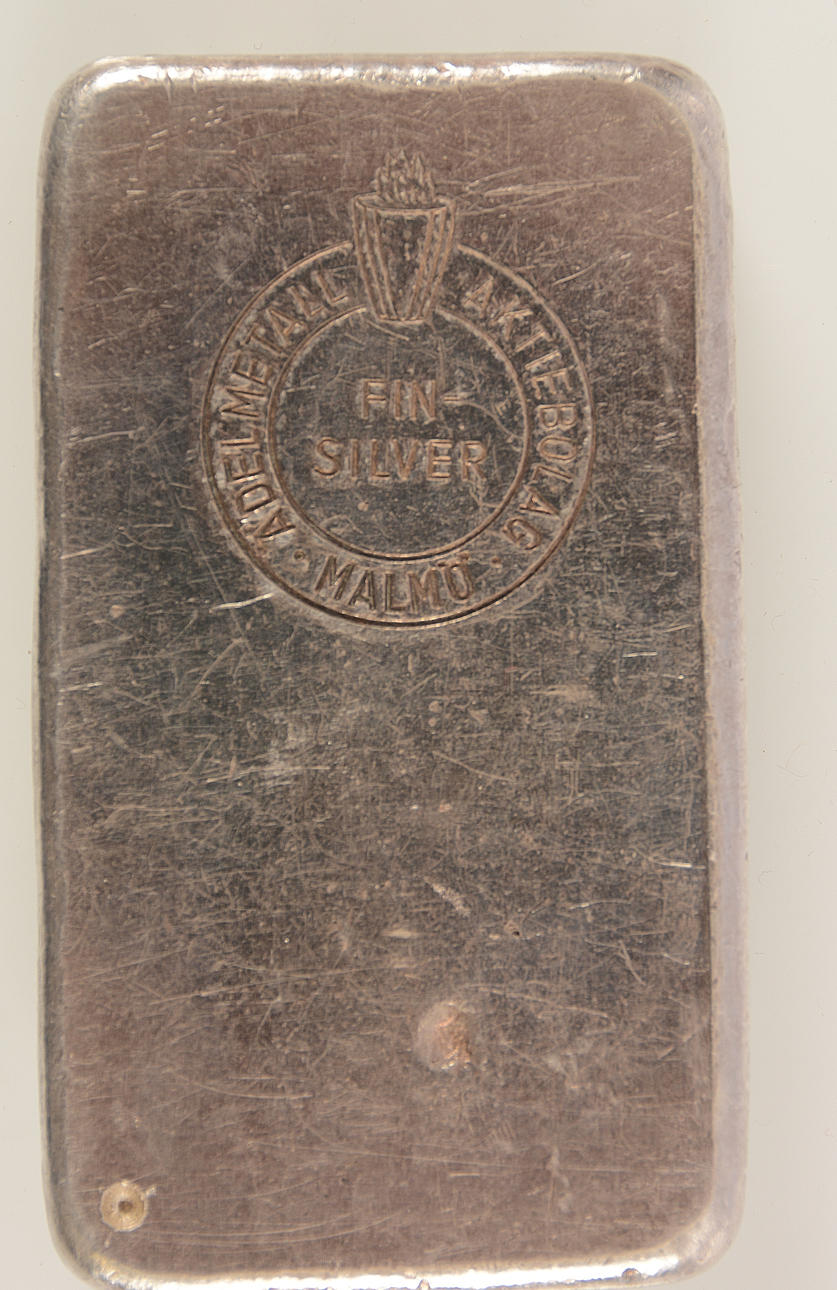 ÄDELMETALL AKTIEBOLAG
· MALMÖ ·
FIN-
SILVER